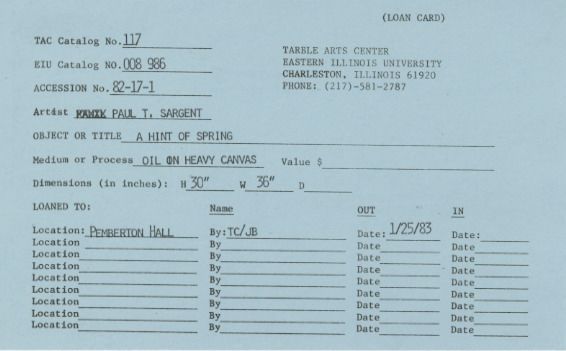 (LOAN CARD)
TAC Catalog No. 117
EIU Catalog No. 008 986
ACCESSION No. 82-17-1
TARBLE ARTS CENTER
EASTERN ILLINOIS UNIVERSITY
CHARLESTON, ILLINOIS 61920
PHONE: (217)-581-2787
Artist PAUL T. SARGENT
OBJECT OR TITLE A HINT OF SPRING
Medium or Process OIL ON HEAVY CANVAS Value $
Dimensions (in inches): H 30" W 36" D
LOANED TO: Name OUT IN
Location: PEMBERTON HALL By: TC/JB Date: 1/25/83 Date:
Location By Date Date
Location By Date Date
Location By Date Date
Location By Date Date
Location By Date Date
Location By Date Date
Location By Date Date
Location By Date Date